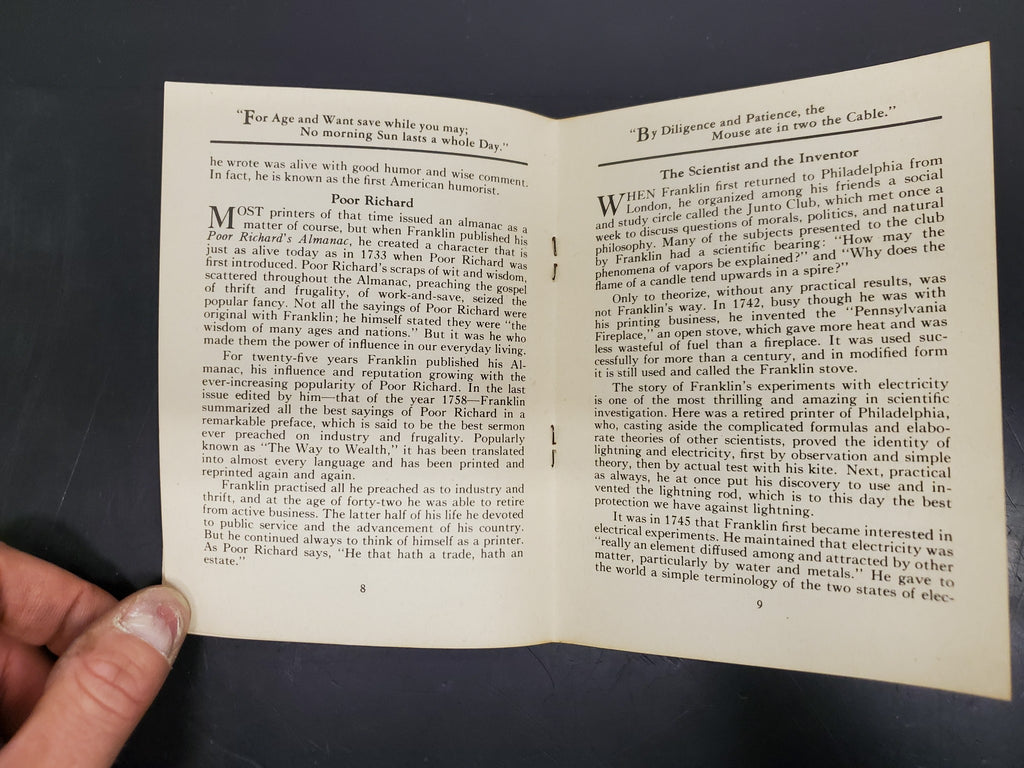 "For Age and Want save while you may;
No morning Sun lasts a whole Day."
he wrote was alive with good humor and wise comment.
In fact, he is known as the first American humorist.
Poor Richard
MOST printers of that time issued an almanac as a
matter of course, but when Franklin published his
Poor Richard's Almanac, he created a character that is
just as alive today as in 1733 when Poor Richard was
first introduced. Poor Richard's scraps of wit and wisdom,
scattered throughout the Almanac, preaching the gospel
of thrift and frugality, of work-and-save, seized the
popular fancy. Not all the sayings of Poor Richard were
original with Franklin; he himself stated they were "the
wisdom of many ages and nations." But it was he who
made them the power of influence in our everyday living.
For twenty-five years Franklin published his Al-
manac, his influence and reputation growing with the
ever-increasing popularity of Poor Richard. In the last
issue edited by him—that of the year 1758—Franklin
summarized all the best sayings of Poor Richard in a
remarkable preface, which is said to be the best sermon
ever preached on industry and frugality. Popularly
known as "The Way to Wealth," it has been translated
into almost every language and has been printed and
reprinted again and again.
Franklin practised all he preached as to industry and
thrift, and at the age of forty-two he was able to retire
from active business. The latter half of his life he devoted
to public service and the advancement of his country.
But he continued always to think of himself as a printer.
As Poor Richard says, "He that hath a trade, hath an
estate."
8
"By Diligence and Patience, the
Mouse ate in two the Cable."
The Scientist and the Inventor
WHEN Franklin first returned to Philadelphia from
London, he organized among his friends a social
and study circle called the Junto Club, which met once a
week to discuss questions of morals, politics, and natural
philosophy. Many of the subjects presented to the club
by Franklin had a scientific bearing: "How may the
phenomena of vapors be explained?" and "Why does the
flame of a candle tend upwards in a spire?"
Only to theorize, without any practical results, was
not Franklin's way. In 1742, busy though he was with
his printing business, he invented the "Pennsylvania
Fireplace," an open stove, which gave more heat and was
less wasteful of fuel than a fireplace. It was used suc-
cessfully for more than a century, and in modified form
it is still used and called the Franklin stove.
The story of Franklin's experiments with electricity
is one of the most thrilling and amazing in scientific
investigation. Here was a retired printer of Philadelphia,
who, casting aside the complicated formulas and elabo-
rate theories of other scientists, proved the identity of
lightning and electricity, first by observation and simple
theory, then by actual test with his kite. Next, practical
as always, he at once put his discovery to use and in-
vented the lightning rod, which is to this day the best
protection we have against lightning.
It was in 1745 that Franklin first became interested in
electrical experiments. He maintained that electricity was
"really an element diffused among and attracted by other
matter, particularly by water and metals." He gave to
the world a simple terminology of the two states of elec-
9